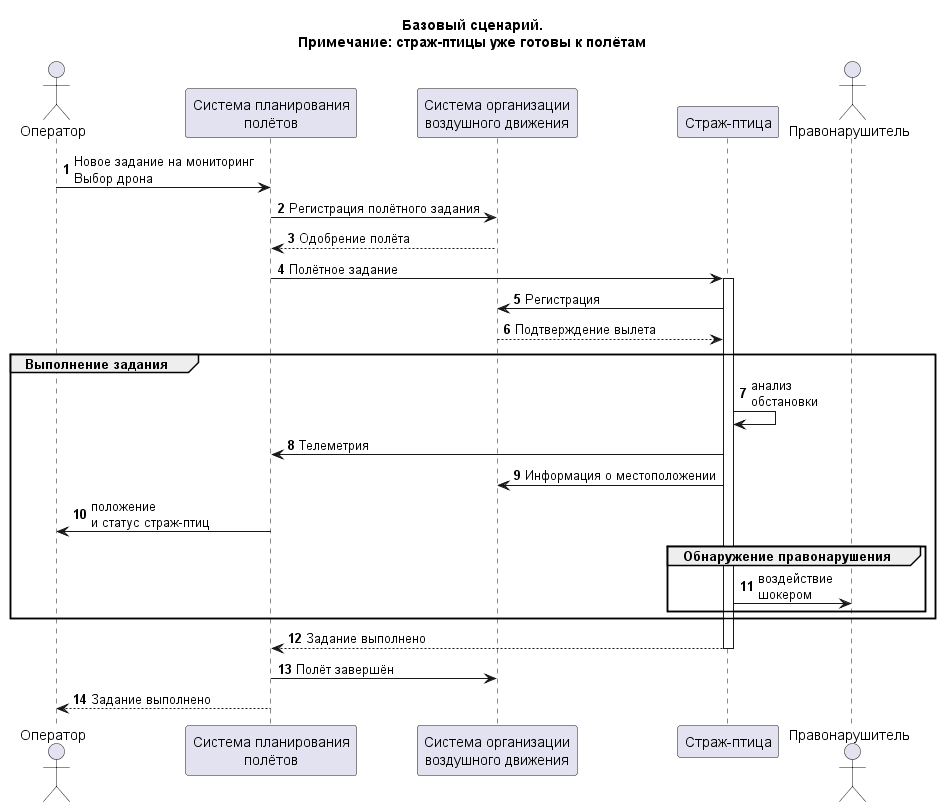 Базовый сценарий.
Примечание: страж-птицы уже готовы к полётам
Оператор
Система планирования
полётов
Система организации
воздушного движения
Страж-птица
Правонарушитель
1 Новое задание на мониторинг
Выбор дрона
2 Регистрация полётного задания
3 Одобрение полёта
4 Полётное задание
5 Регистрация
6 Подтверждение вылета
Выполнение задания
7 анализ
обстановки
8 Телеметрия
9 Информация о местоположении
10 положение
и статус страж-птиц
Обнаружение правонарушения
11 воздействие
шокером
12 Задание выполнено
13 Полёт завершён
14 Задание выполнено
Оператор
Система планирования
полётов
Система организации
воздушного движения
Страж-птица
Правонарушитель